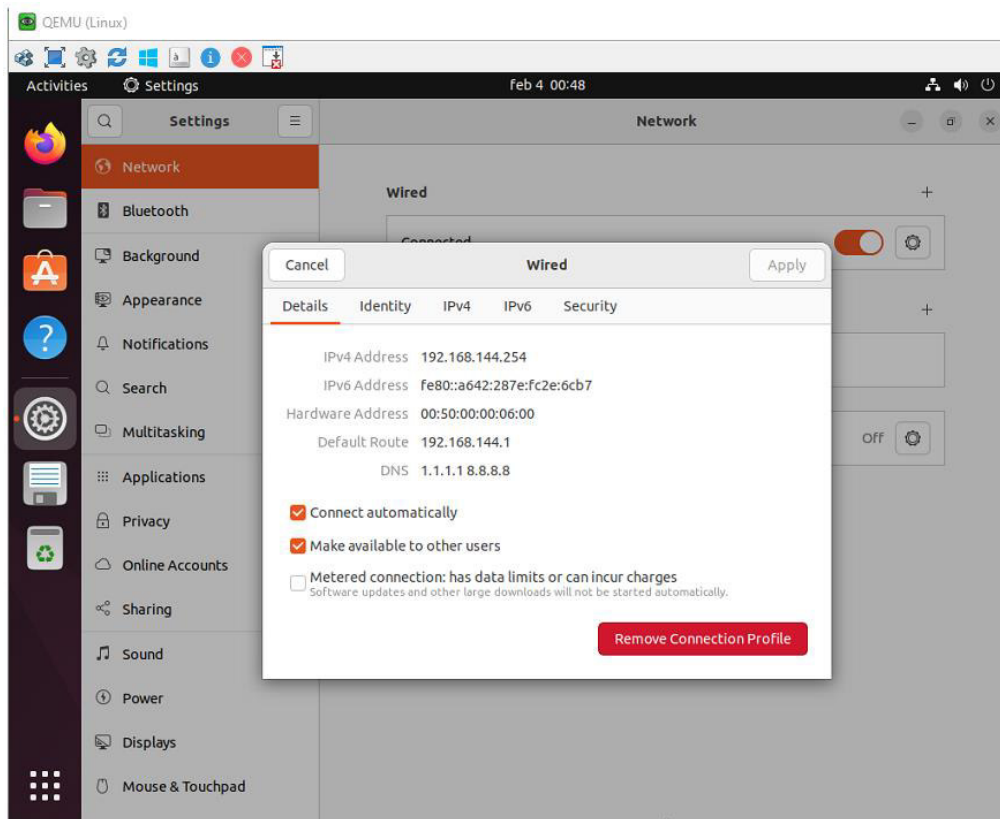 QEMU (Linux)
Activities Settings feb 4 00:48
Settings Network
Network
Bluetooth
Background
Appearance
Notifications
Search
Multitasking
Applications
Privacy
Online Accounts
Sharing
Sound
Power
Displays
Mouse & Touchpad
Wired
Connected
Cancel Wired Apply
Details Identity IPv4 IPv6 Security
IPv4 Address 192.168.144.254
IPv6 Address fe80::a642:287e:fc2e:6cb7
Hardware Address 00:50:00:00:06:00
Default Route 192.168.144.1
DNS 1.1.1.1 8.8.8.8
Connect automatically
Make available to other users
Metered connection: has data limits or can incur charges
Software updates and other large downloads will not be started automatically.
Remove Connection Profile
Off